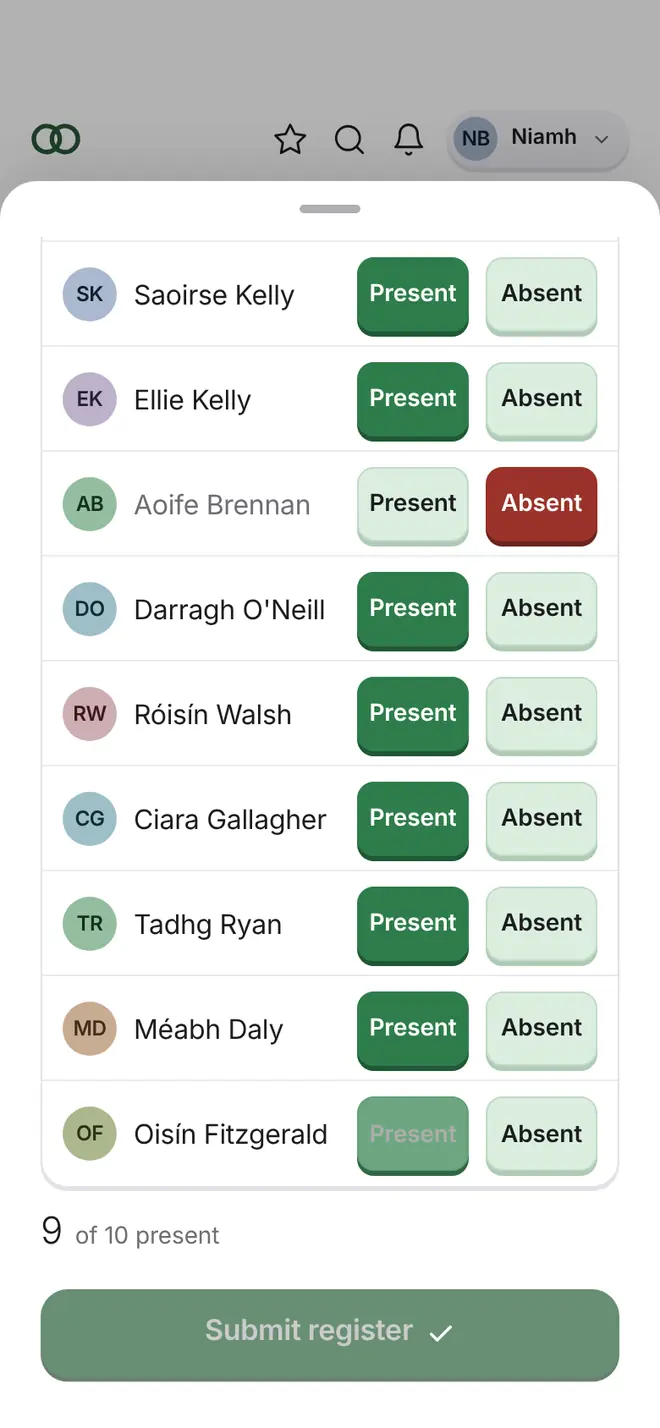 NB Niamh
SK Saoirse Kelly Present Absent
EK Ellie Kelly Present Absent
AB Aoife Brennan Present Absent
DO Darragh O'Neill Present Absent
RW Róisín Walsh Present Absent
CG Ciara Gallagher Present Absent
TR Tadhg Ryan Present Absent
MD Méabh Daly Present Absent
OF Oisín Fitzgerald Present Absent
9 of 10 present
Submit register